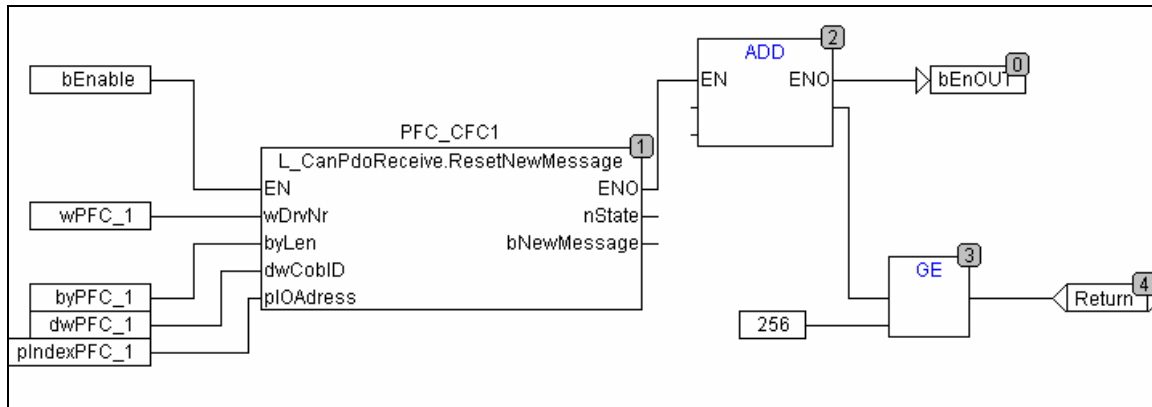 ADD
2
bEnable
EN
ENO
0
bEnOUT
PFC_CFC1
1
L_CanPdoReceive.ResetNewMessage
EN
ENO
wPFC_1
wDrvNr
nState
byLen
bNewMessage
3
GE
dwCobID
4
byPFC_1
pIOAdress
Return
dwPFC_1
256
pIndexPFC_1